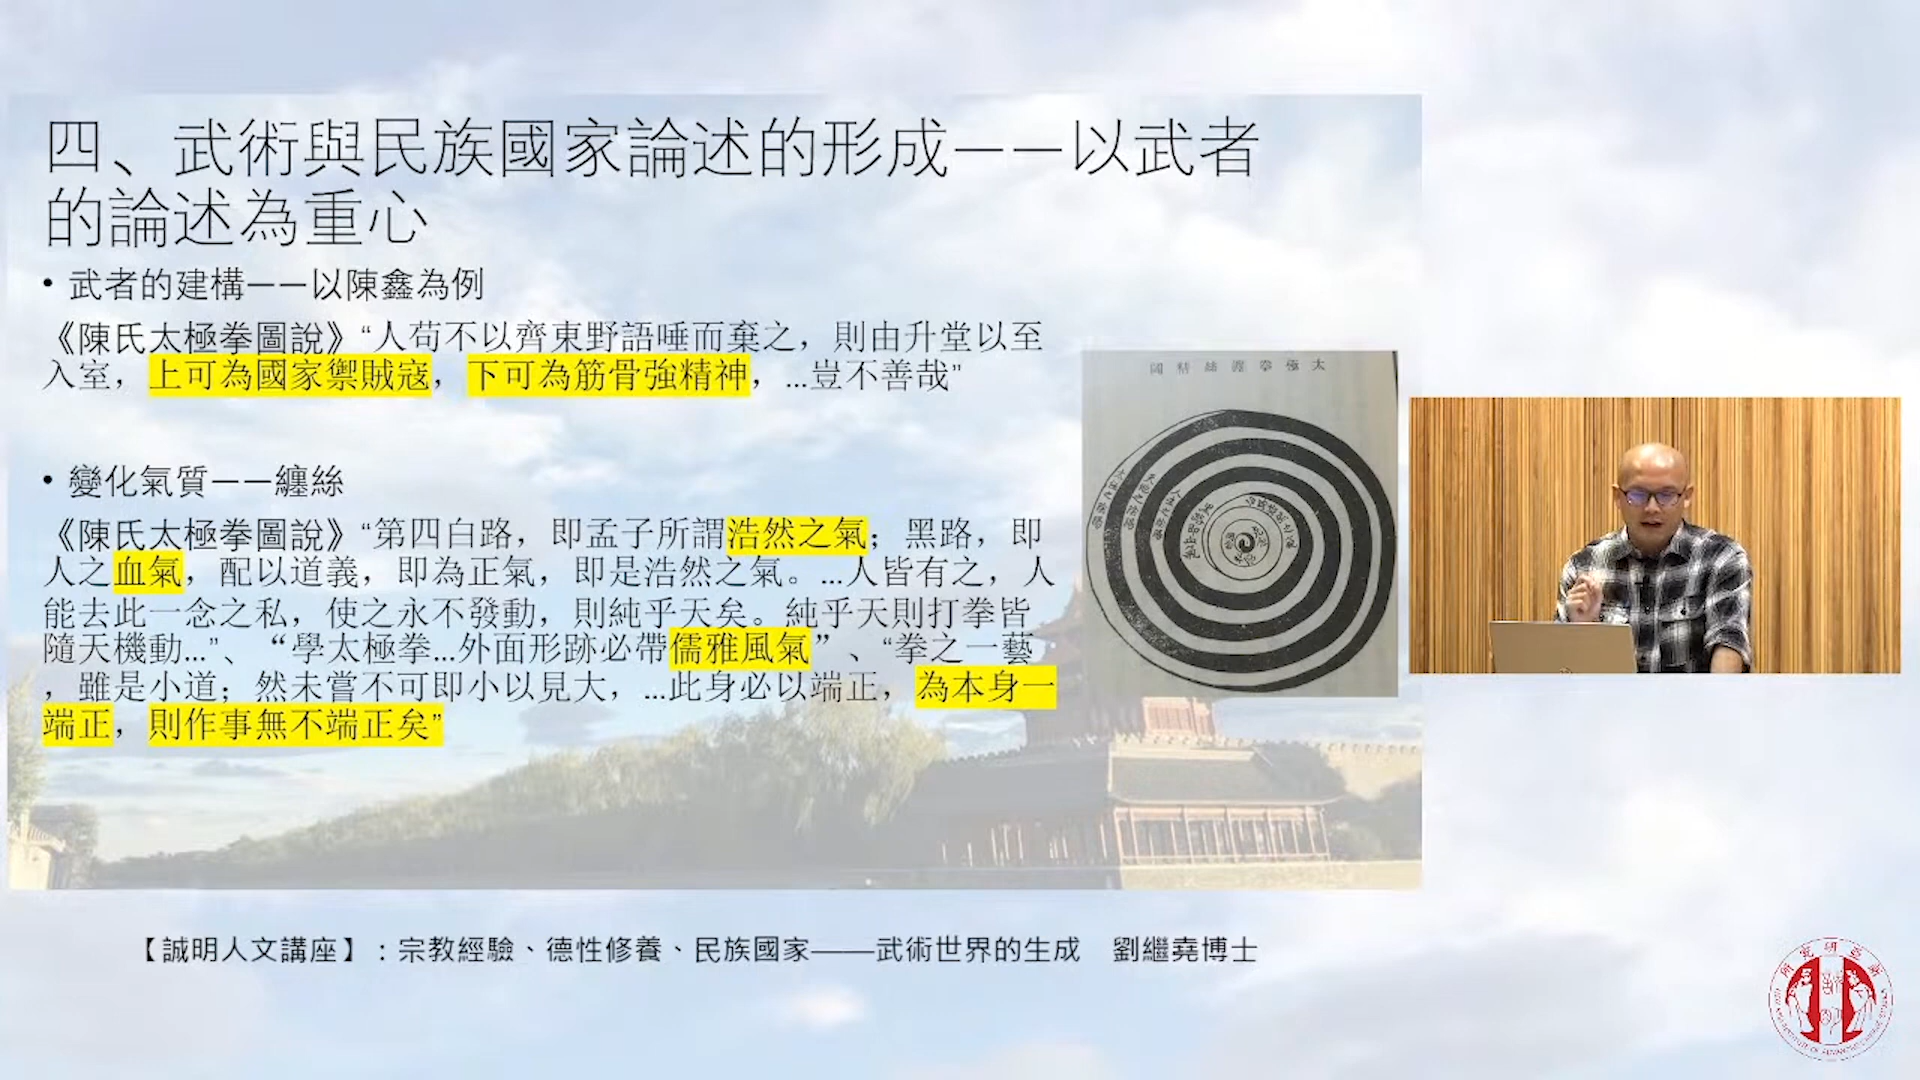 四、武術與民族國家論述的形成——以武者
的論述為重心
• 武者的建構——以陳鑫為例
《陳氏太極拳圖說》“人苟不以齊東野語唾而棄之，則由升堂以至
入室，上可為國家禦賊寇，下可為筋骨強精神，...豈不善哉”
• 變化氣質——纏絲
《陳氏太極拳圖說》“第四白路，即孟子所謂浩然之氣；黑路，即
人之血氣，配以道義，即為正氣，即是浩然之氣。...人皆有之，人
能去此一念之私，使之永不發動，則純乎天矣。純乎天則打拳皆
隨天機動...”、“學太極拳...外面形跡必帶儒雅風氣”、“拳之一藝
，雖是小道；然未嘗不可即小以見大，...此身必以端正，為本身一
端正，則作事無不端正矣”
圖精絲纏拳極太
【誠明人文講座】：宗教經驗、德性修養、民族國家——武術世界的生成　劉繼堯博士